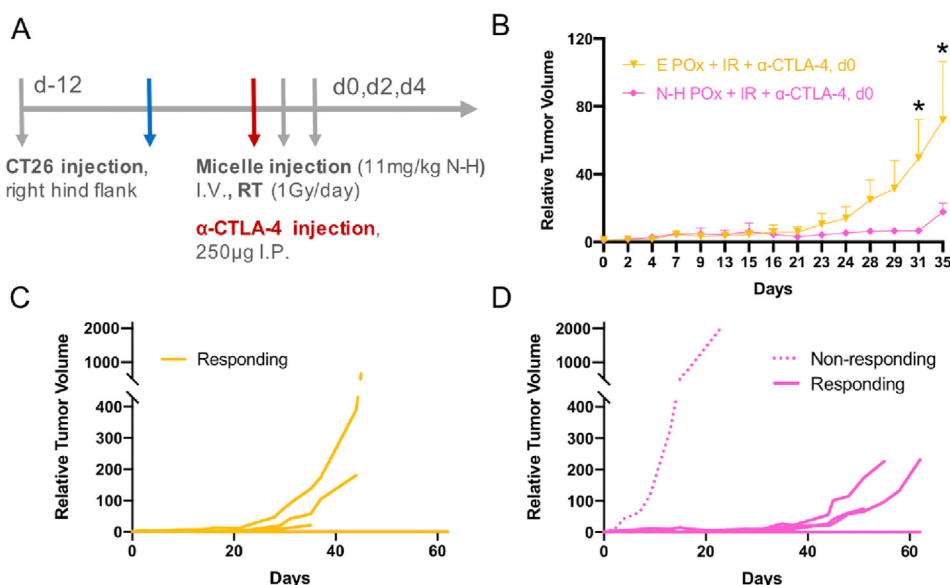 A
d-12
d0,d2,d4
CT26 injection,
right hind flank
Micelle injection (11mg/kg N-H)
I.V., RT (1Gy/day)
α-CTLA-4 injection,
250µg I.P.
B
Relative Tumor Volume
120
80
40
0
E POx + IR + α-CTLA-4, d0
N-H POx + IR + α-CTLA-4, d0
*
*
0 2 4 7 9 13 15 16 21 23 24 28 29 31 35
Days
C
Relative Tumor Volume
2000
1000
400
300
200
100
0
Responding
0 20 40 60
Days
D
Relative Tumor Volume
2000
1000
400
300
200
100
0
Non-responding
Responding
0 20 40 60
Days